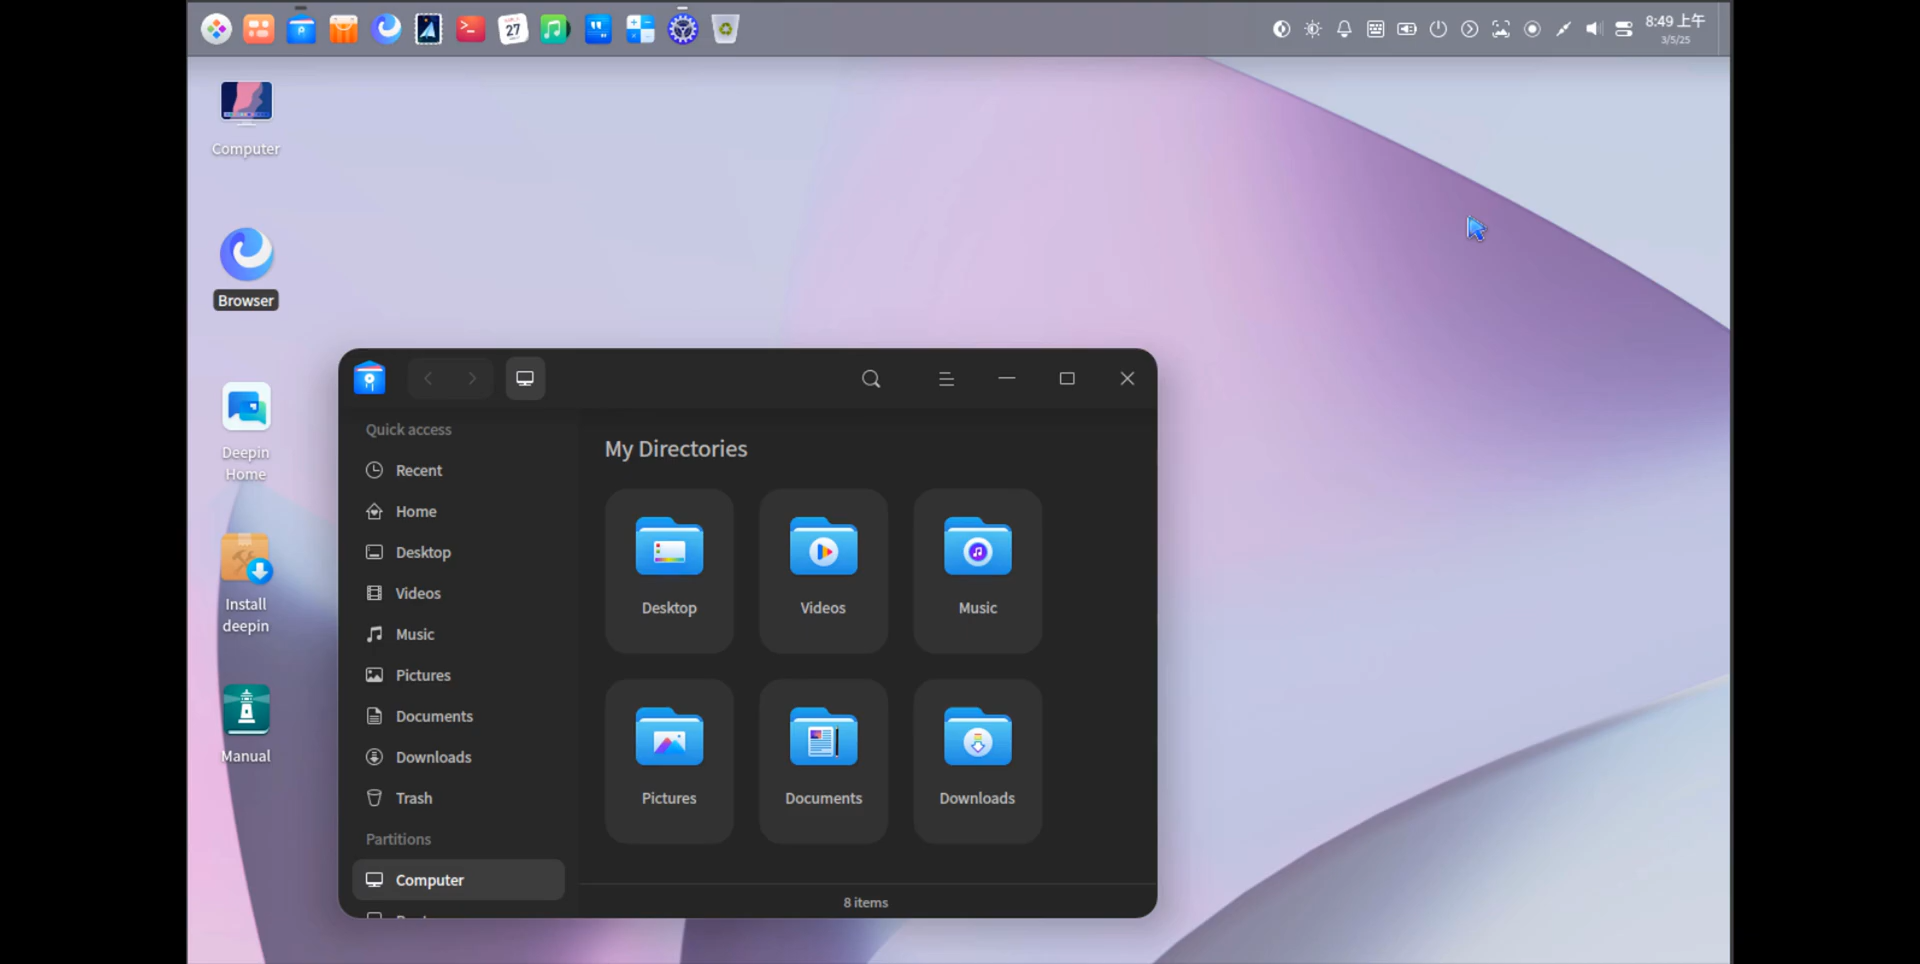 27
8:49 上午
3/5/25
Computer
Browser
Deepin
Home
Install
deepin
Manual
Quick access
Recent
Home
Desktop
Videos
Music
Pictures
Documents
Downloads
Trash
Partitions
Computer
My Directories
Desktop
Videos
Music
Pictures
Documents
Downloads
8 items